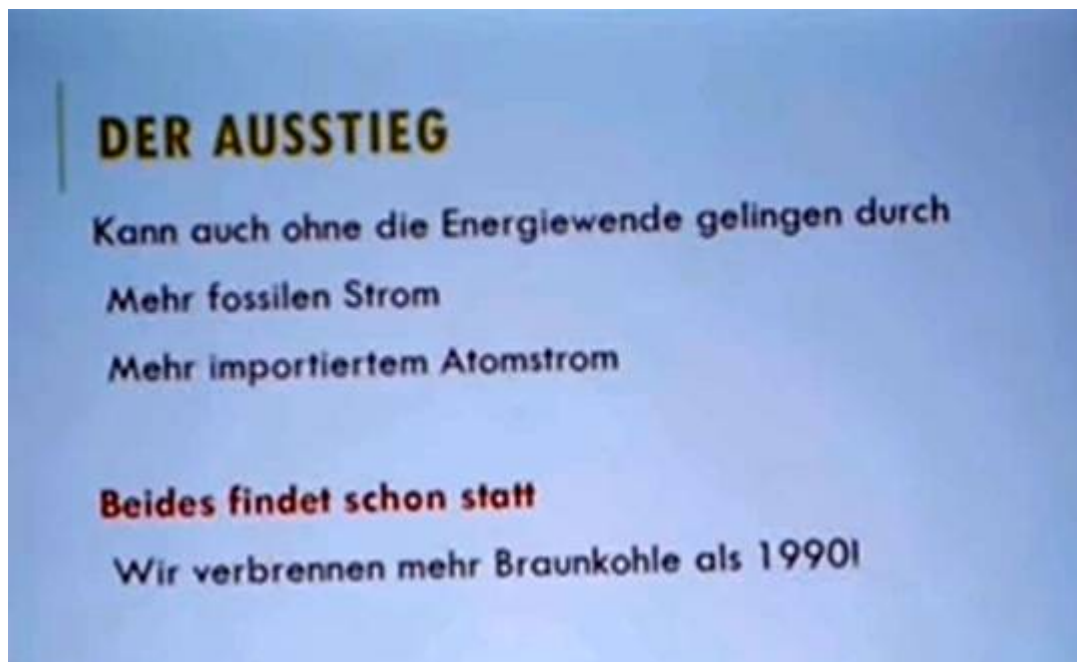 DER AUSSTIEG
Kann auch ohne die Energiewende gelingen durch
Mehr fossilen Strom
Mehr importiertem Atomstrom
Beides findet schon statt
Wir verbrennen mehr Braunkohle als 1990!